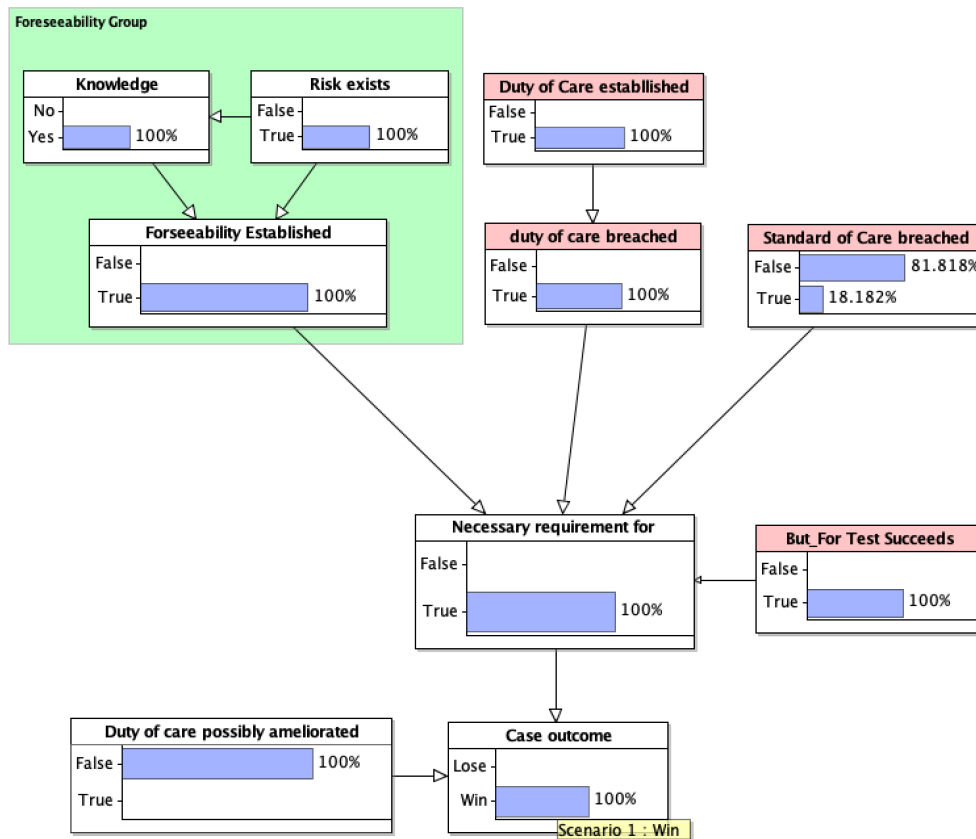 Foreseeability Group
Knowledge
No
Yes
100%
Risk exists
False
True
100%
Duty of Care establlished
False
True
100%
Forseeability Established
False
True
100%
duty of care breached
False
True
100%
Standard of Care breached
False
81.818%
True
18.182%
Necessary requirement for
False
True
100%
But_For Test Succeeds
False
True
100%
Duty of care possibly ameliorated
False
100%
True
Case outcome
Lose
Win
100%
Scenario 1 : Win